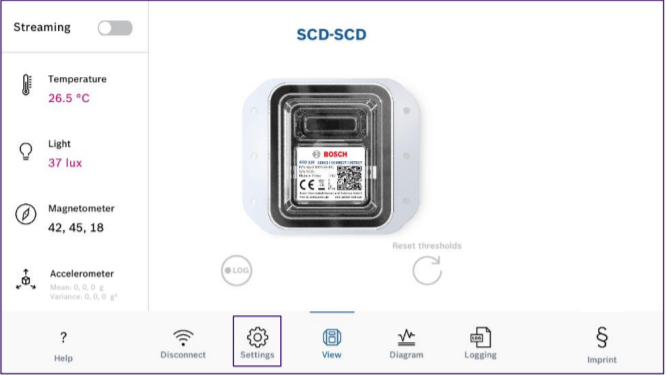 Streaming
SCD-SCD
Temperature
26.5 °C
Light
37 lux
Magnetometer
42, 45, 18
Accelerometer
Mean: 0, 0, 0 g
Variance: 0, 0, 0 g²
BOSCH
LOG
Reset thresholds
?
Help
Disconnect
Settings
View
Diagram
LOG
Logging
§
Imprint